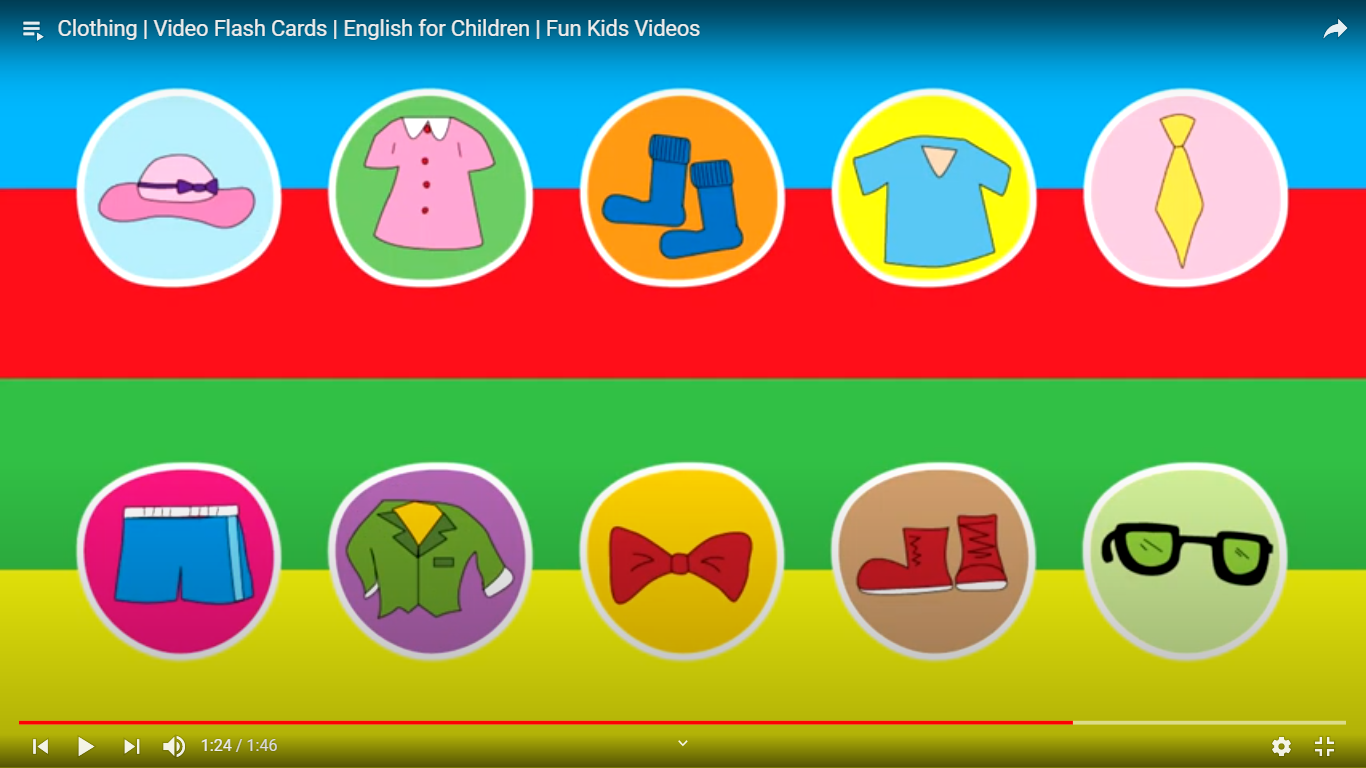 Clothing | Video Flash Cards | English for Children | Fun Kids Videos
1:24 / 1:46